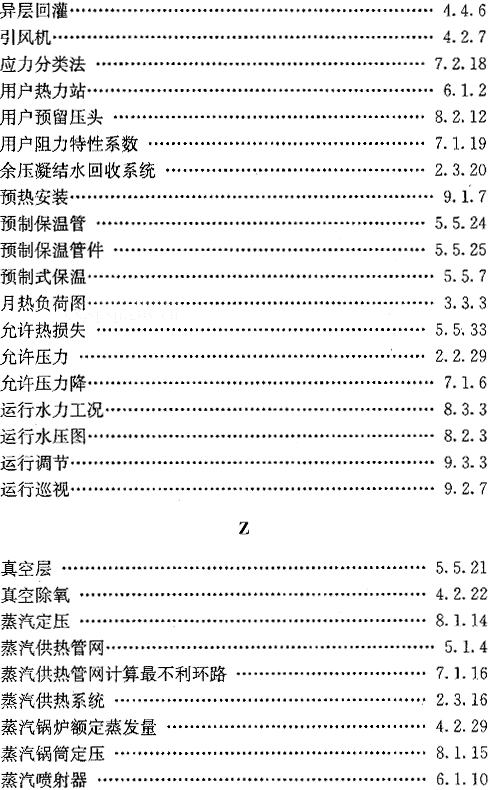 异层回灌…………………………………… 4.4.6
引风机……………………………………… 4.2.7
应力分类法 ………………………………… 7.2.18
用户热力站………………………………… 6.1.2
用户预留压头 ……………………………… 8.2.12
用户阻力特性系数 ………………………… 7.1.19
余压凝结水回收系统 ……………………… 2.3.20
预热安装…………………………………… 9.1.7
预制保温管 ………………………………… 5.5.24
预制保温管件 ……………………………… 5.5.25
预制式保温………………………………… 5.5.7
月热负荷图………………………………… 3.3.3
允许热损失 ………………………………… 5.5.33
允许压力 …………………………………… 2.2.29
允许压力降………………………………… 7.1.6
运行水力工况……………………………… 8.3.3
运行水压图………………………………… 8.2.3
运行调节…………………………………… 9.3.3
运行巡视…………………………………… 9.2.7
Z
真空层 ……………………………………… 5.5.21
真空除氧 …………………………………… 4.2.22
蒸汽定压 …………………………………… 8.1.14
蒸汽供热管网……………………………… 5.1.4
蒸汽供热管网计算最不利环路 …………… 7.1.16
蒸汽供热系统 ……………………………… 2.3.16
蒸汽锅炉额定蒸发量 ……………………… 4.2.29
蒸汽锅筒定压 ……………………………… 8.1.15
蒸汽喷射器 ………………………………… 6.1.10